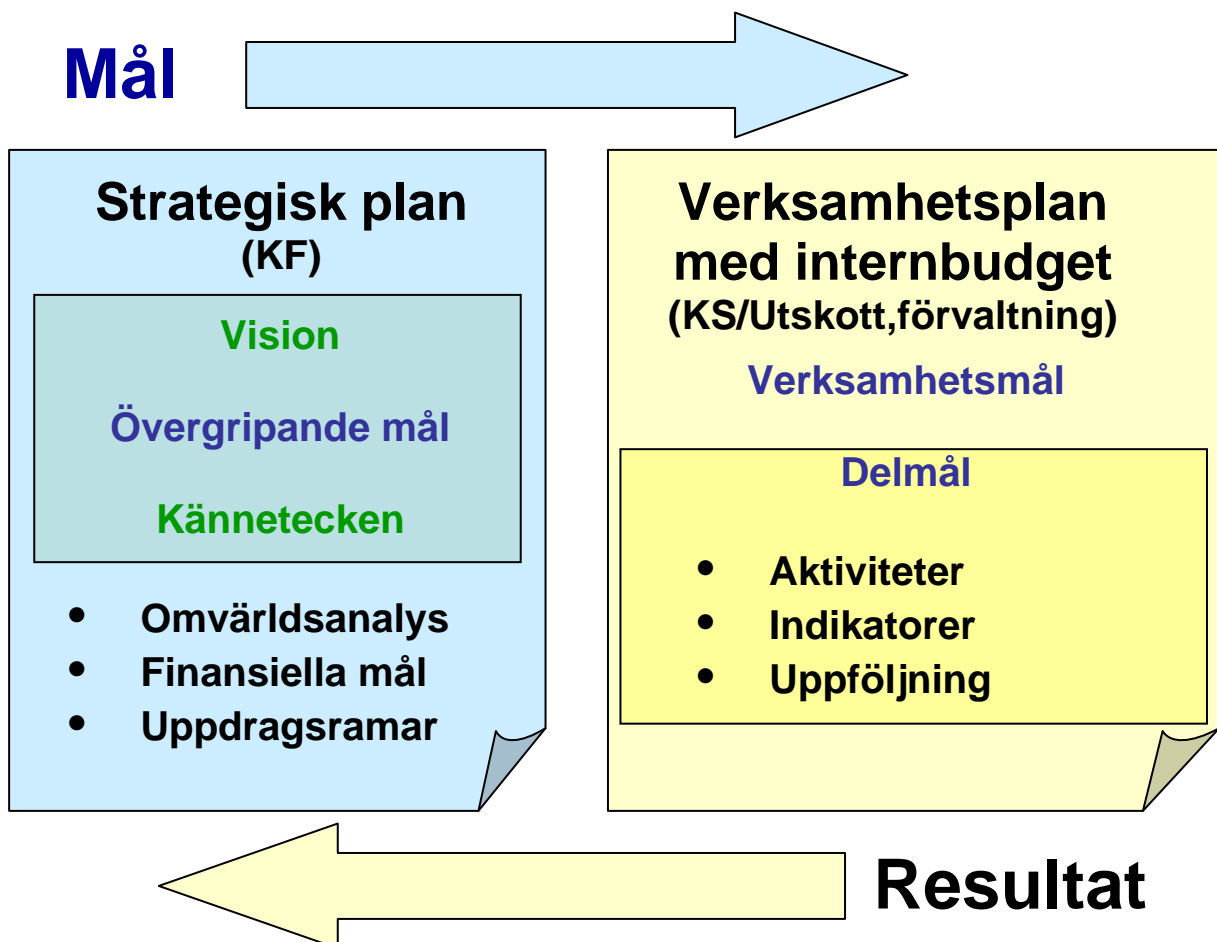 Mål
Strategisk plan
(KF)
Vision
Övergripande mål
Kännetecken
• Omvärldsanalys
• Finansiella mål
• Uppdragsramar
Verksamhetsplan
med internbudget
(KS/Utskott,förvaltning)
Verksamhetsmål
Delmål
• Aktiviteter
• Indikatorer
• Uppföljning
Resultat